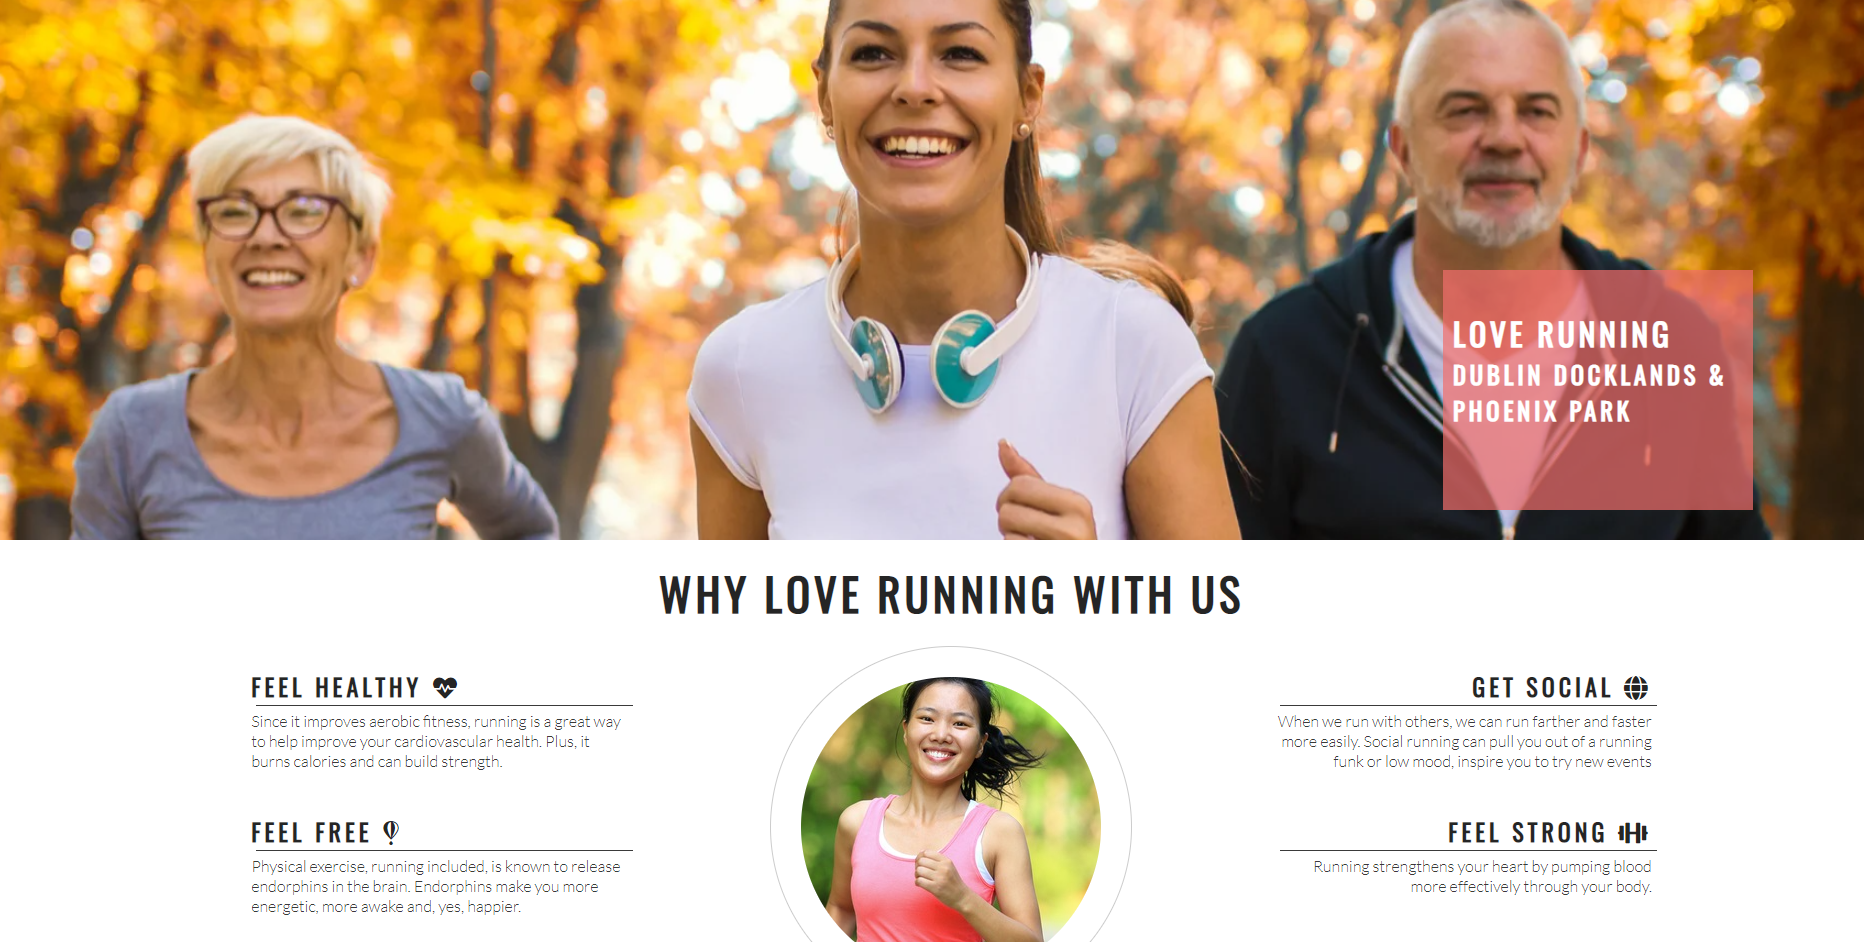 LOVE RUNNING
DUBLIN DOCKLANDS &
PHOENIX PARK
WHY LOVE RUNNING WITH US
FEEL HEALTHY
Since it improves aerobic fitness, running is a great way
to help improve your cardiovascular health. Plus, it
burns calories and can build strength.
FEEL FREE
Physical exercise, running included, is known to release
endorphins in the brain. Endorphins make you more
energetic, more awake and, yes, happier.
GET SOCIAL
When we run with others, we can run farther and faster
more easily. Social running can pull you out of a running
funk or low mood, inspire you to try new events
FEEL STRONG
Running strengthens your heart by pumping blood
more effectively through your body.